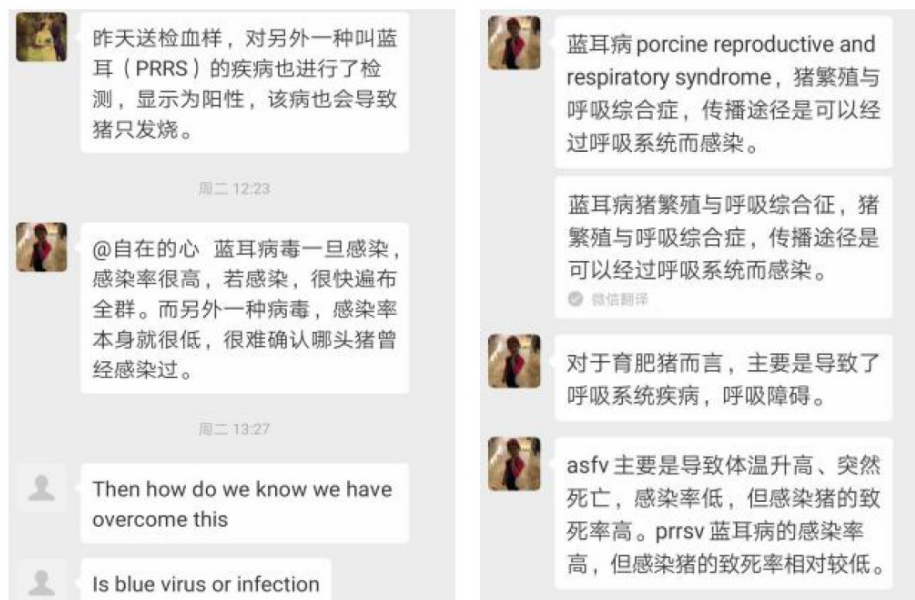 昨天送检血样，对另外一种叫蓝
耳（PRRS）的疾病也进行了检
测，显示为阳性，该病也会导致
猪只发烧。
周二 12:23
@自在的心 蓝耳病毒一旦感染，
感染率很高，若感染，很快遍布
全群。而另外一种病毒，感染率
本身就很低，很难确认哪头猪曾
经感染过。
周二 13:27
Then how do we know we have
overcome this
Is blue virus or infection
蓝耳病 porcine reproductive and
respiratory syndrome，猪繁殖与
呼吸综合症，传播途径是可以经
过呼吸系统而感染。
蓝耳病猪繁殖与呼吸综合征，猪
繁殖与呼吸综合症，传播途径是
可以经过呼吸系统而感染。
微信翻译
对于育肥猪而言，主要是导致了
呼吸系统疾病，呼吸障碍。
asfv 主要是导致体温升高、突然
死亡，感染率低，但感染猪的致
死率高。prrsv 蓝耳病的感染率
高，但感染猪的致死率相对较低。